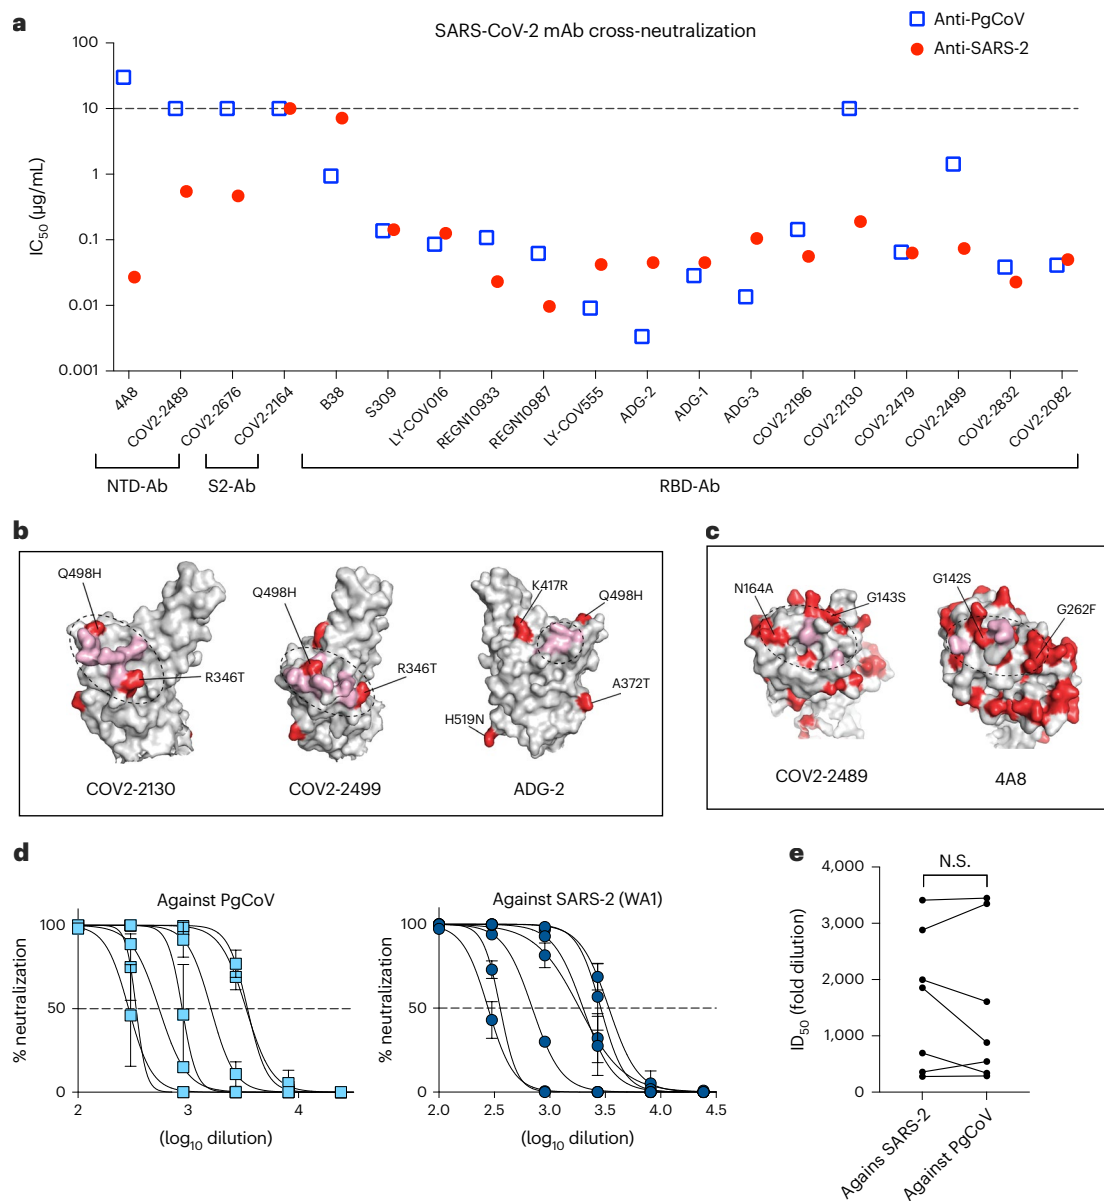 a
SARS-CoV-2 mAb cross-neutralization
Anti-PgCoV
Anti-SARS-2
100
10
1
0.1
0.01
0.001
IC50 (µg/mL)
4A8
COV2-2489
COV2-2676
COV2-2164
B38
S309
LY-COV016
REGN10933
REGN10987
LY-COV555
ADG-2
ADG-1
ADG-3
COV2-2196
COV2-2130
COV2-2479
COV2-2499
COV2-2832
COV2-2082
NTD-Ab
S2-Ab
RBD-Ab
b
Q498H
R346T
COV2-2130
Q498H
R346T
COV2-2499
K417R
Q498H
A372T
H519N
ADG-2
c
N164A
G143S
COV2-2489
G142S
G262F
4A8
d
Against PgCoV
100
50
0
% neutralization
2
3
4
(log10 dilution)
Against SARS-2 (WA1)
100
50
0
% neutralization
2.0
2.5
3.0
3.5
4.0
4.5
(log10 dilution)
e
N.S.
4,000
3,000
2,000
1,000
0
ID50 (fold dilution)
Agains SARS-2
Against PgCoV